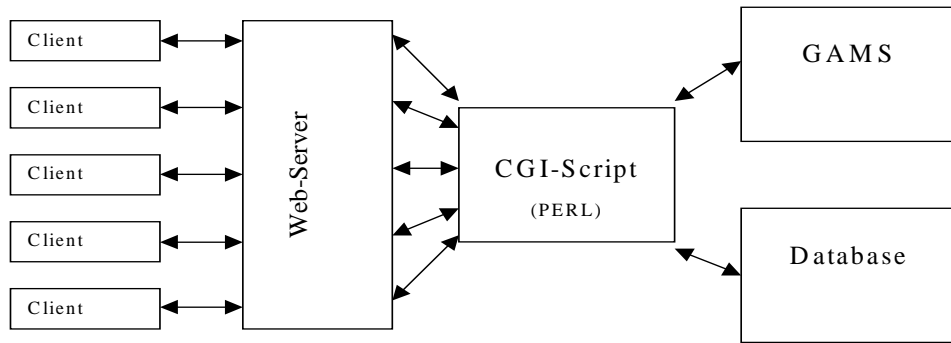 Client
Client
Client
Client
Client
Web-Server
CGI-Script
(PERL)
GAMS
Database